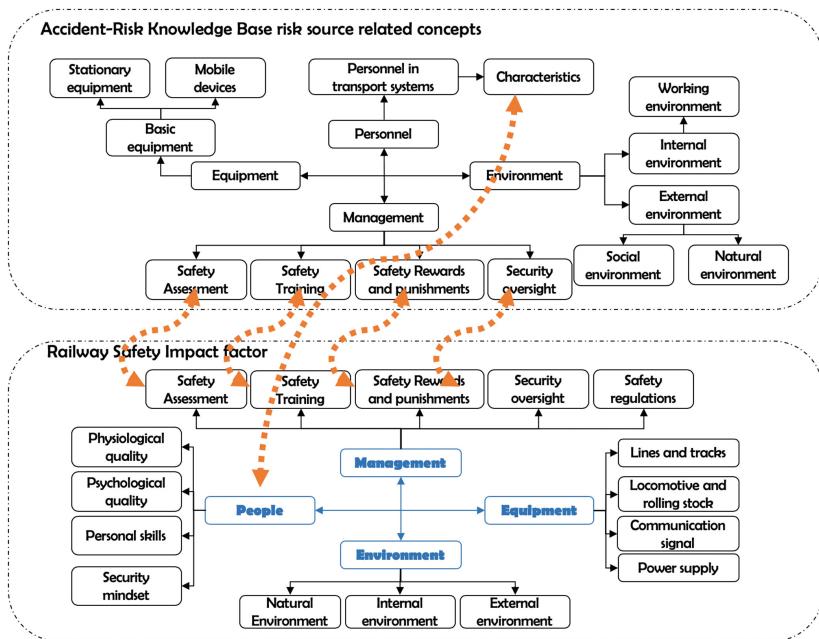 Accident-Risk Knowledge Base risk source related concepts
Stationary
equipment
Mobile
devices
Personnel in
transport systems
Characteristics
Working
environment
Basic
equipment
Personnel
Internal
environment
Equipment
Environment
External
environment
Management
Social
environment
Natural
environment
Safety
Assessment
Safety
Training
Safety Rewards
and punishments
Security
oversight
Railway Safety Impact factor
Safety
Assessment
Safety
Training
Safety Rewards
and punishments
Security
oversight
Safety
regulations
Physiological
quality
Psychological
quality
Personal skills
Security
mindset
Management
People
Equipment
Environment
Lines and tracks
Locomotive and
rolling stock
Communication
signal
Power supply
Natural
Environment
Internal
environment
External
environment